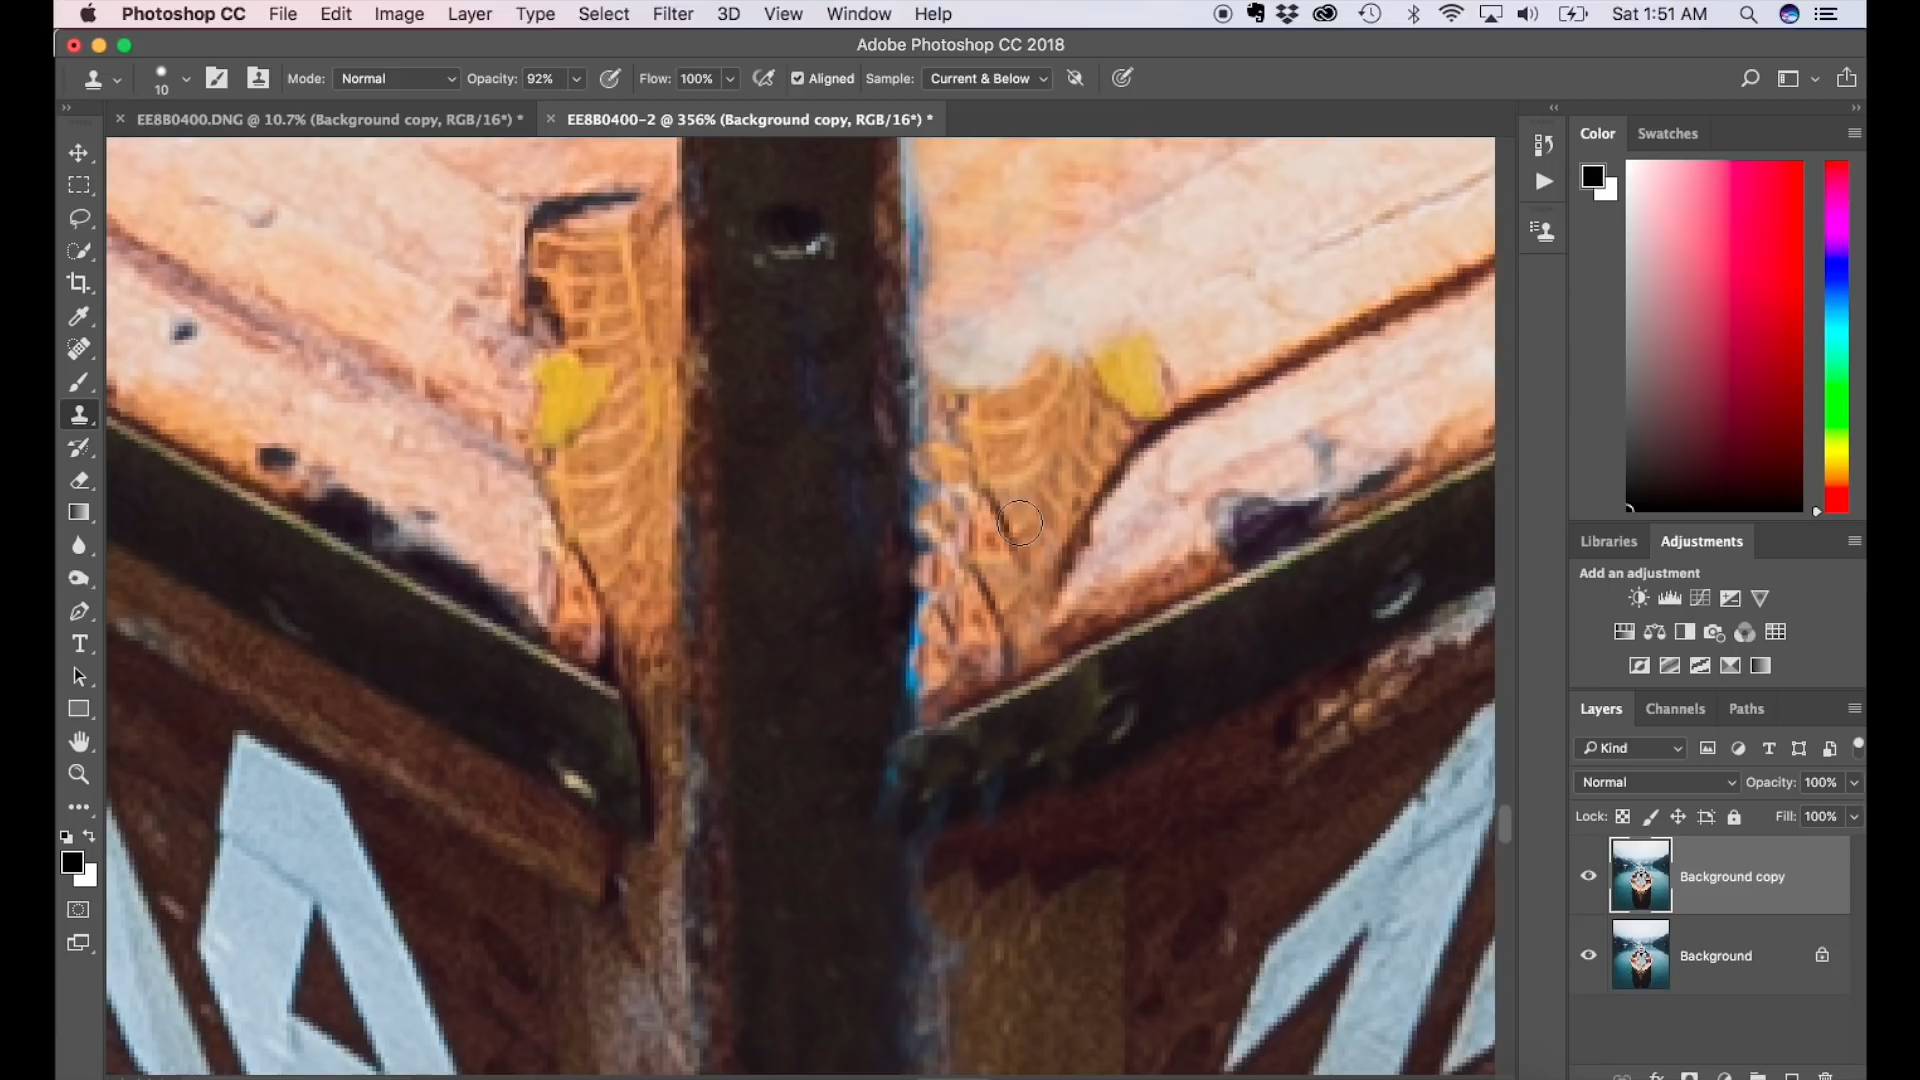 Photoshop CC File Edit Image Layer Type Select Filter 3D View Window Help Sat 1:51 AM
Adobe Photoshop CC 2018
10 Mode: Normal Opacity: 92% Flow: 100% Aligned Sample: Current & Below
EE8B0400.DNG @ 10.7% (Background copy, RGB/16*) * EE8B0400-2 @ 356% (Background copy, RGB/16*) *
Color Swatches
Libraries Adjustments
Add an adjustment
Layers Channels Paths
Kind
Normal Opacity: 100%
Lock: Fill: 100%
Background copy
Background